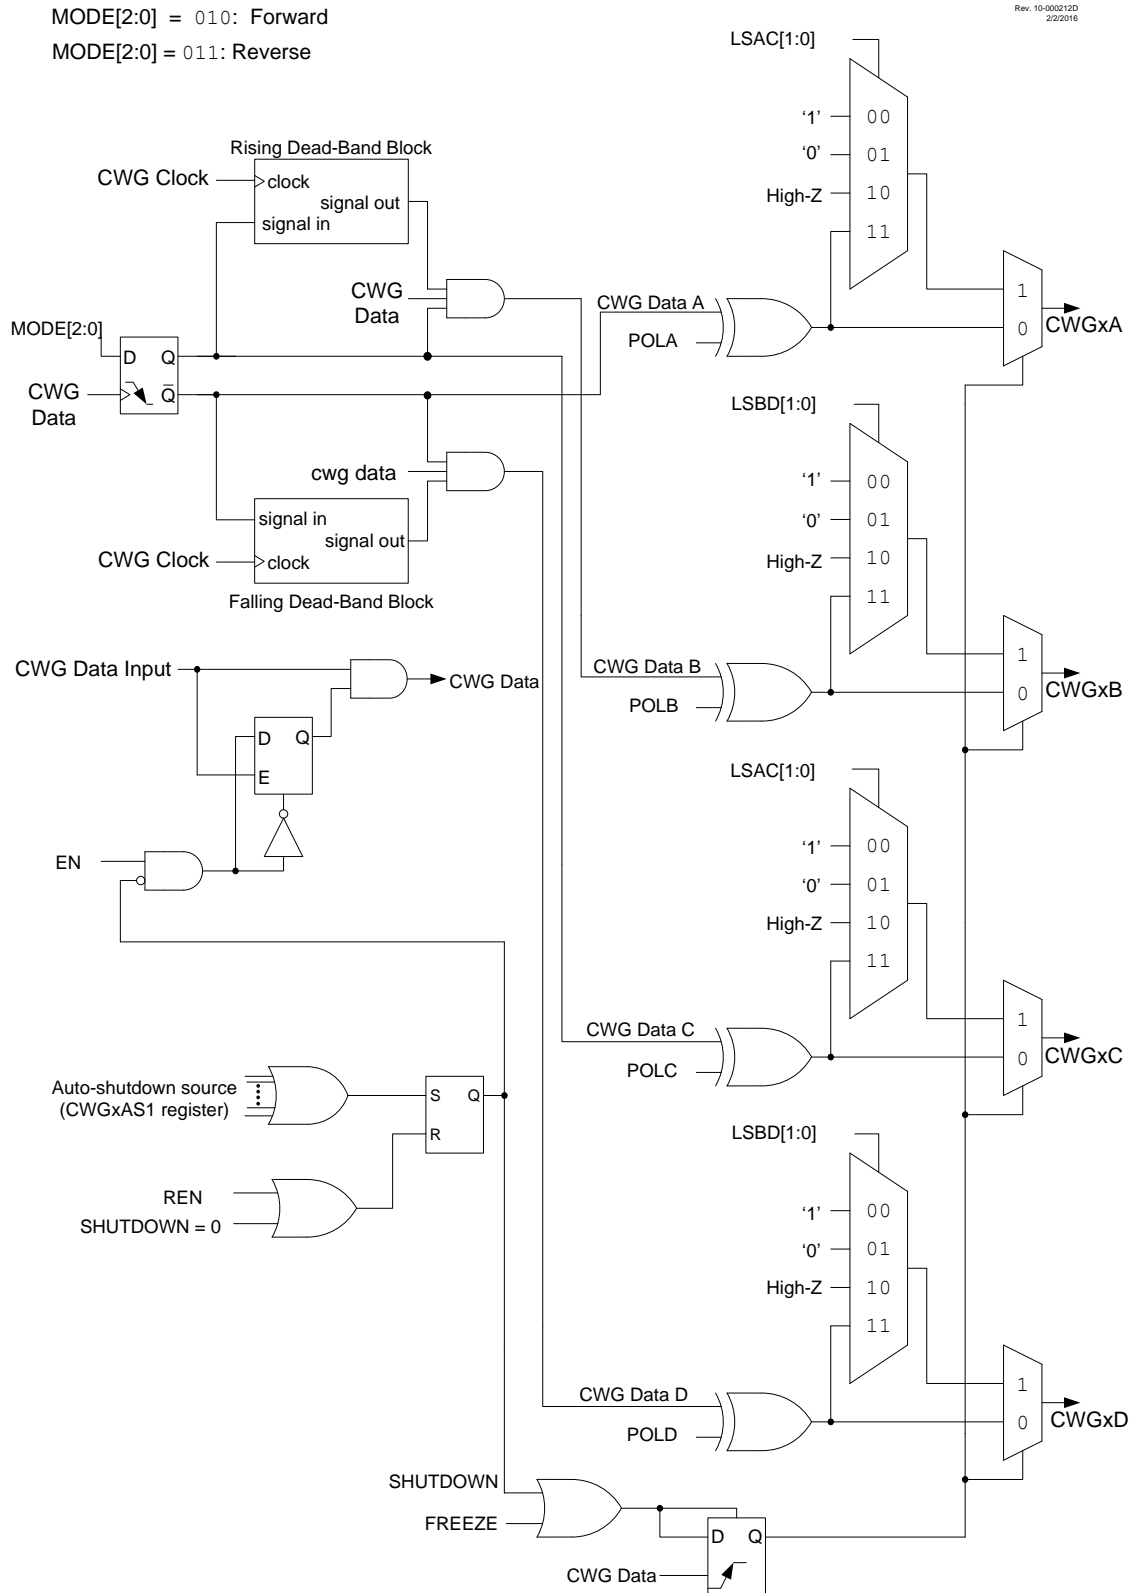 MODE[2:0] = 010: Forward
MODE[2:0] = 011: Reverse
Rev. 10-000212D
2/2/2016
LSAC[1:0]
'1'
00
'0'
01
High-Z
10
11
1
0
CWGxA
Rising Dead-Band Block
CWG Clock
clock
signal out
signal in
CWG
Data
CWG Data A
POLA
MODE[2:0]
D
Q
CWG
Data
Q
LSBD[1:0]
'1'
00
'0'
01
High-Z
10
11
1
0
CWGxB
cwg data
signal in
signal out
CWG Clock
clock
Falling Dead-Band Block
CWG Data B
POLB
CWG Data Input
CWG Data
D
Q
E
EN
LSAC[1:0]
'1'
00
'0'
01
High-Z
10
11
1
0
CWGxC
CWG Data C
POLC
Auto-shutdown source
(CWGxAS1 register)
S
Q
R
REN
SHUTDOWN = 0
LSBD[1:0]
'1'
00
'0'
01
High-Z
10
11
1
0
CWGxD
CWG Data D
POLD
SHUTDOWN
FREEZE
D
Q
CWG Data